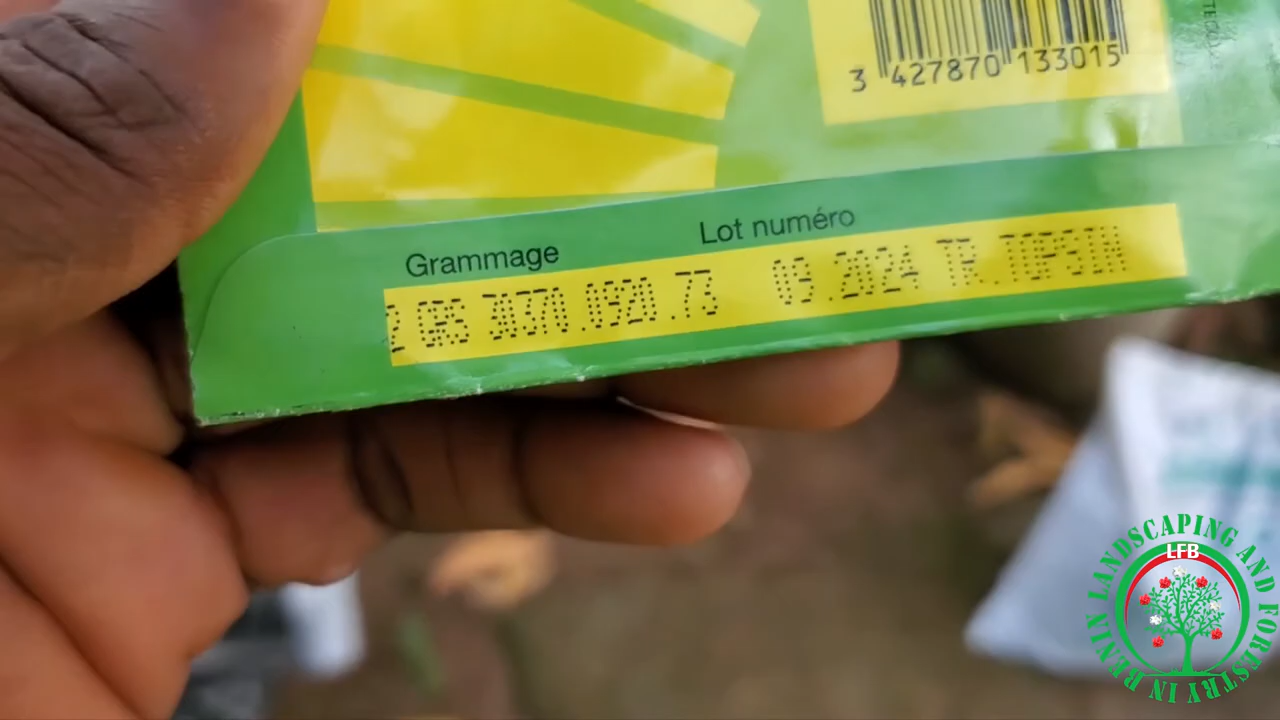 3 427870 133015
Grammage
Lot numéro
2 GRS 30370.0920.73 09.2024 TR.TOPSIN
LANDSCAPING AND FORESTRY IN BENIN
LFB